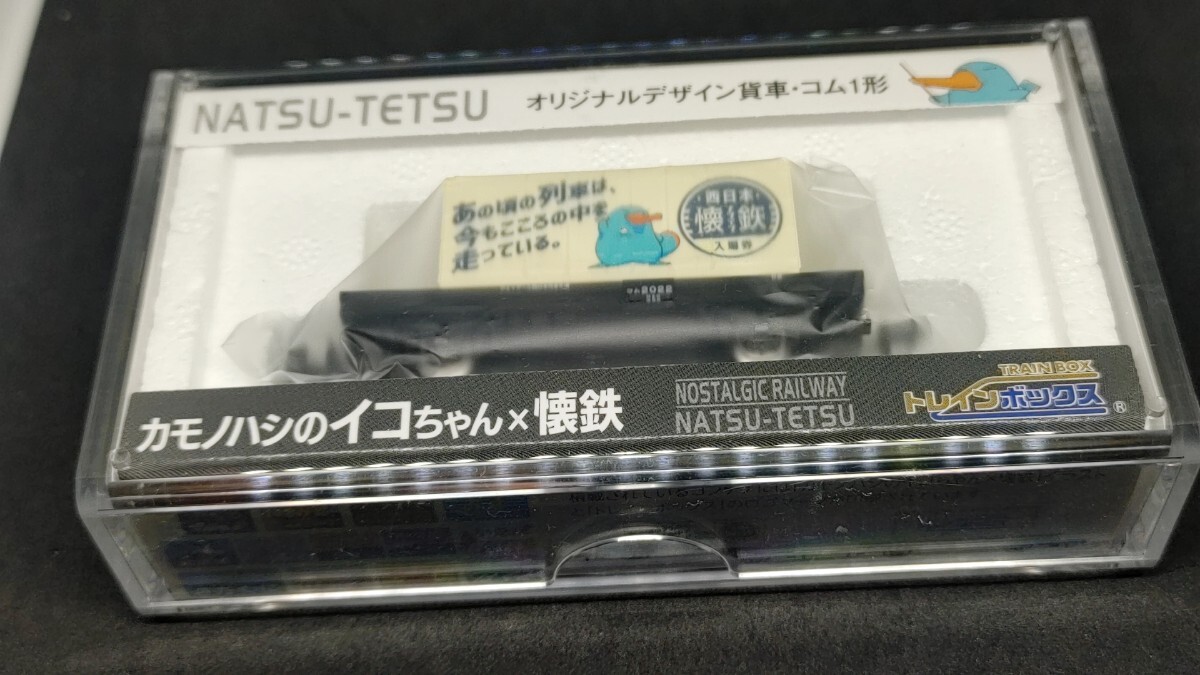 NATSU-TETSU オリジナルデザイン貨車・コム1形
あの頃の列車は、
今もこころの中を
走っている。
西日本
懐鉄
入場券
2022
カモノハシのイコちゃん×懐鉄
NOSTALGIC RAILWAY
NATSU-TETSU
TRAIN BOX
トレインボックス®